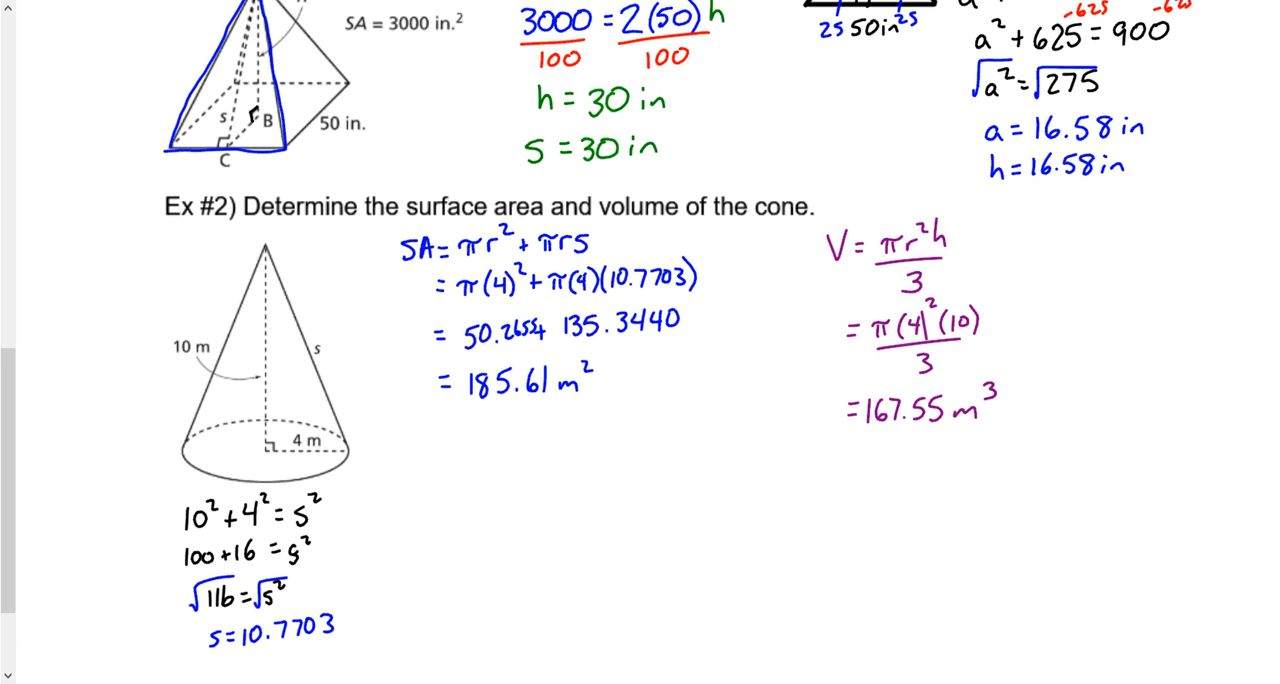 SA = 3000 in.²
s
B
50 in.
C
3000 = 2(50)h
100 100
h = 30 in
s = 30 in
25 50in 25
-625
a² + 625 = 900
√a² = √275
a = 16.58 in
h = 16.58 in
Ex #2) Determine the surface area and volume of the cone.
10 m
s
4 m
10² + 4² = s²
100 + 16 = s²
√116 = √s²
s = 10.7703
SA = πr² + πrs
= π(4)² + π(4)(10.7703)
= 50.2655 + 135.3440
= 185.61 m²
V = πr²h
3
= π(4)²(10)
3
= 167.55 m³